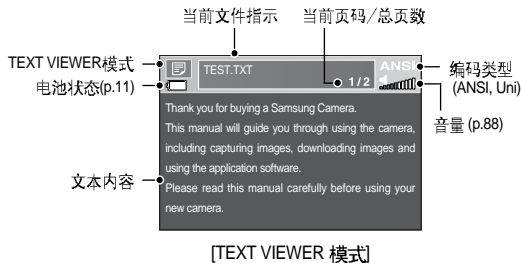 当前文件指示 当前页码/总页数
TEXT VIEWER模式
电池状态(p.11)
TEST.TXT
1/2
ANSI
编码类型
(ANSI, Uni)
音量 (p.88)
Thank you for buying a Samsung Camera.
This manual will guide you through using the camera,
including capturing images, downloading images and
using the application software.
Please read this manual carefully before using your
new camera.
文本内容
[TEXT VIEWER 模式]